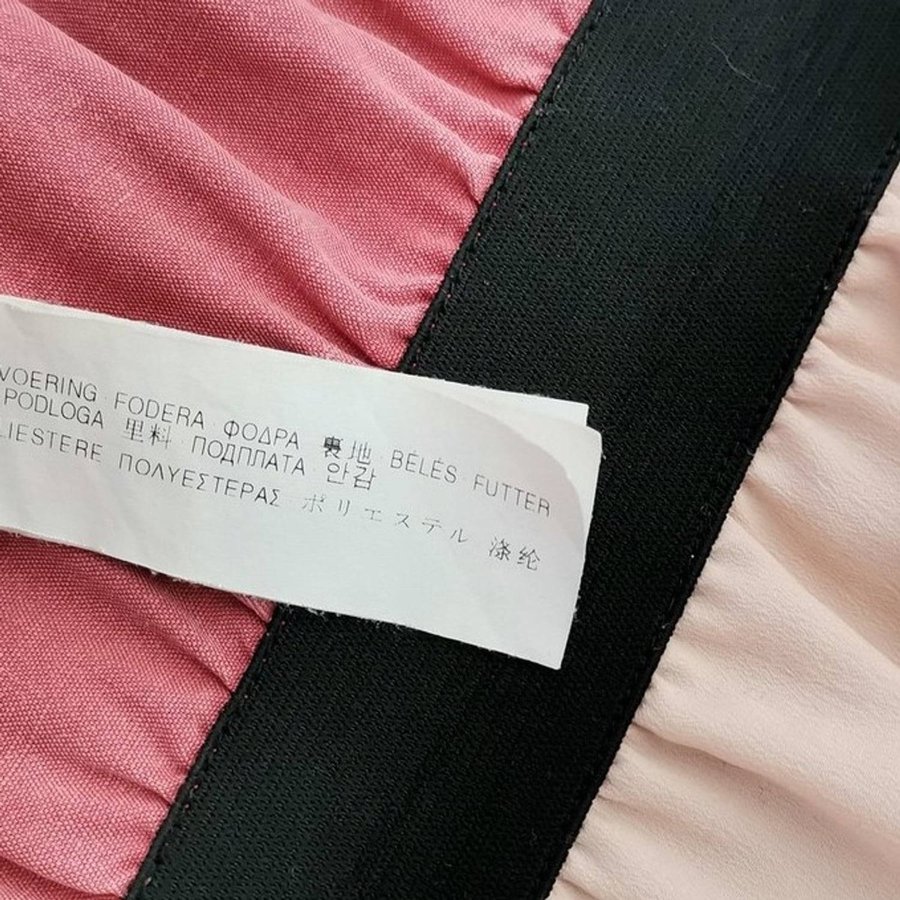 VOERING FODERA ΦΟΔΡΑ 裏地 BÉLÉS FUTTER
PODLOGA 里料 ПОДПЛАТА 안감
LIESTERE ΠΟΛΥΕΣΤΕΡΑΣ ポリエステル 涤纶